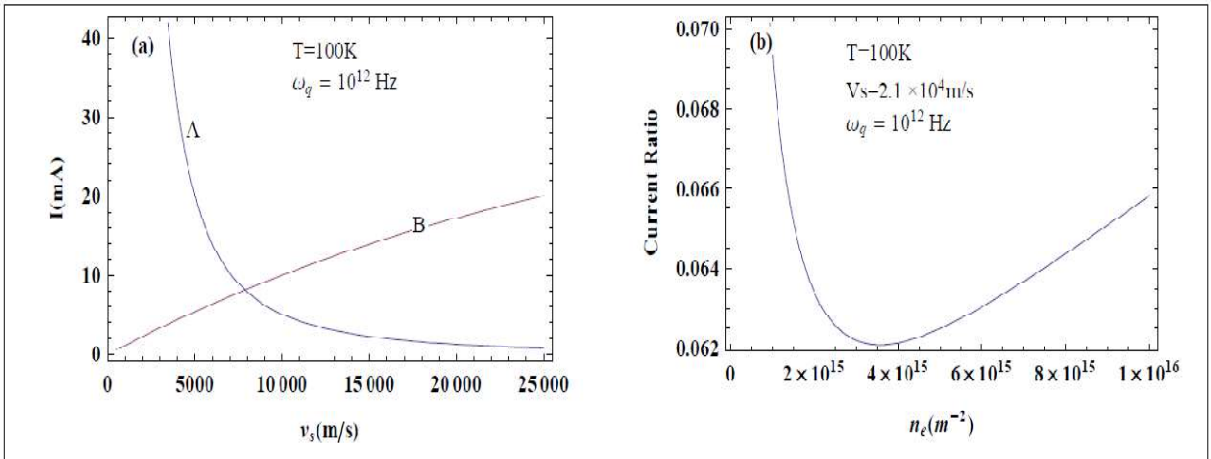 (a)
T=100K
ω_q = 10^12 Hz
Λ
B
I(mA)
40
30
20
10
0
0 5000 10 000 15 000 20 000 25 000
v_s(m/s)
(b)
T=100K
Vs=2.1 ×10^4m/s
ω_q = 10^12 Hz
Current Ratio
0.070
0.068
0.066
0.064
0.062
0 2×10^15 4×10^15 6×10^15 8×10^15 1×10^16
n_e(m^−2)